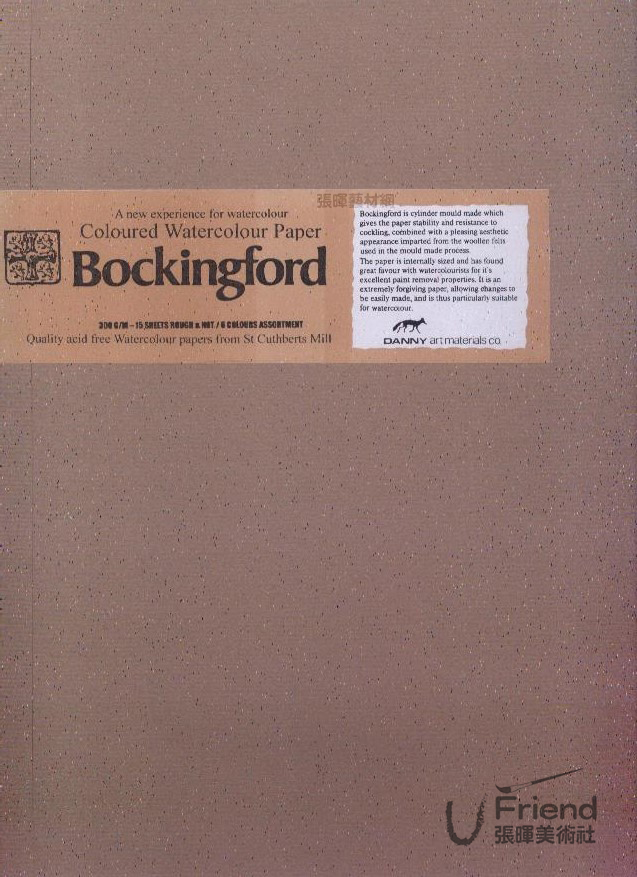 張暉藝材網
A new experience for watercolour
Coloured Watercolour Paper
Bockingford
300 G/M – 15 SHEETS ROUGH & NOT / 6 COLOURS ASSORTMENT
Quality acid free Watercolour papers from St Cuthberts Mill
Bockingford is cylinder mould made which
gives the paper stability and resistance to
cockling, combined with a pleasing aesthetic
appearance imparted from the woollen felts
used in the mould made process.
The paper is internally sized and has found
great favour with watercolourists for it's
excellent paint removal properties. It is an
extremely forgiving paper, allowing changes to
be easily made, and is thus particularly suitable
for watercolour.
DANNY art materials co.
U Friend
張暉美術社